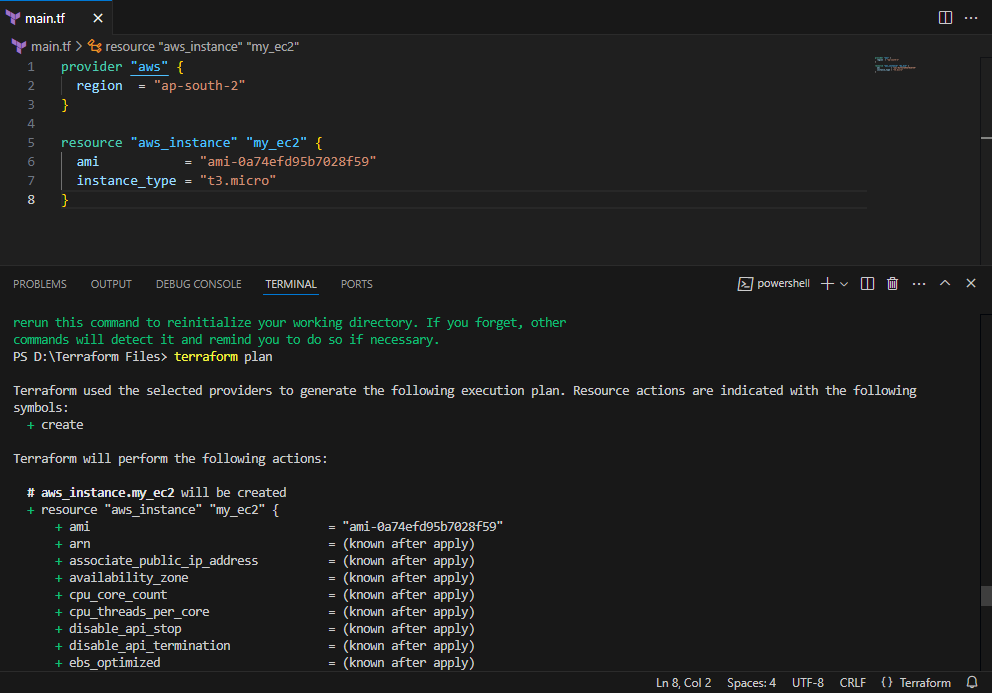 main.tf
main.tf > resource "aws_instance" "my_ec2"
1 provider "aws" {
2 region = "ap-south-2"
3 }
4
5 resource "aws_instance" "my_ec2" {
6 ami = "ami-0a74efd95b7028f59"
7 instance_type = "t3.micro"
8 }
PROBLEMS OUTPUT DEBUG CONSOLE TERMINAL PORTS powershell
rerun this command to reinitialize your working directory. If you forget, other
commands will detect it and remind you to do so if necessary.
PS D:\Terraform Files> terraform plan
Terraform used the selected providers to generate the following execution plan. Resource actions are indicated with the following
symbols:
+ create
Terraform will perform the following actions:
# aws_instance.my_ec2 will be created
+ resource "aws_instance" "my_ec2" {
+ ami = "ami-0a74efd95b7028f59"
+ arn = (known after apply)
+ associate_public_ip_address = (known after apply)
+ availability_zone = (known after apply)
+ cpu_core_count = (known after apply)
+ cpu_threads_per_core = (known after apply)
+ disable_api_stop = (known after apply)
+ disable_api_termination = (known after apply)
+ ebs_optimized = (known after apply)
Ln 8, Col 2 Spaces: 4 UTF-8 CRLF {} Terraform